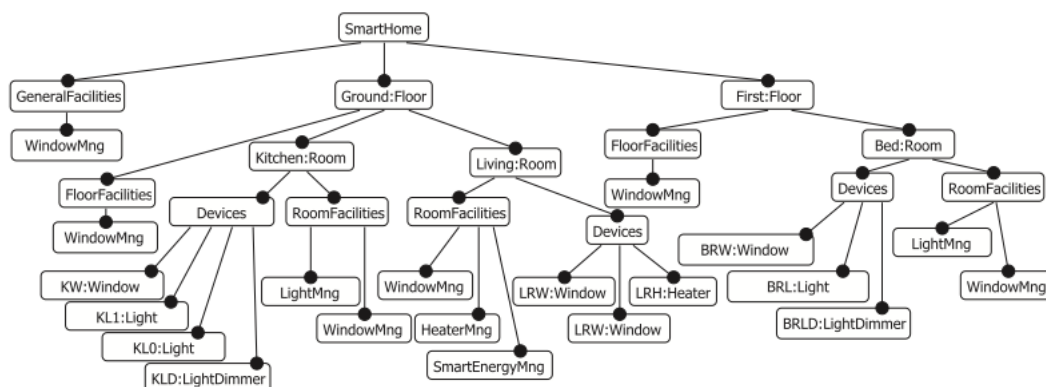 SmartHome
GeneralFacilities
Ground:Floor
First:Floor
WindowMng
FloorFacilities
Bed:Room
Kitchen:Room
Living:Room
FloorFacilities
WindowMng
Devices
RoomFacilities
Devices
RoomFacilities
RoomFacilities
Devices
WindowMng
LightMng
BRW:Window
KW:Window
LightMng
WindowMng
LRW:Window
LRH:Heater
BRL:Light
WindowMng
KL1:Light
WindowMng
HeaterMng
LRW:Window
BRLD:LightDimmer
KL0:Light
SmartEnergyMng
KLD:LightDimmer